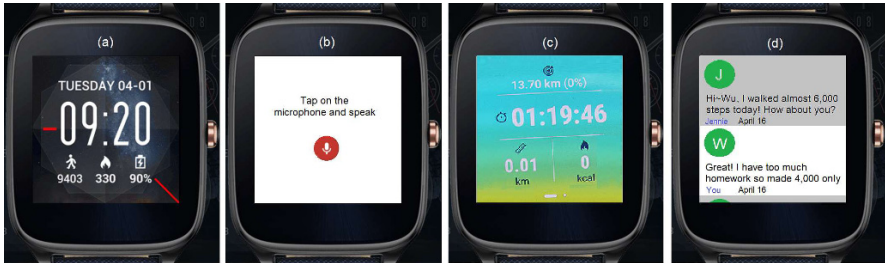 (a)
TUESDAY 04-01
09:20
9403 330 90%
(b)
Tap on the
microphone and speak
(c)
13.70 km (0%)
01:19:46
0.01 0
km kcal
(d)
J
Hi~Wu, I walked almost 6,000
steps today! How about you?
Jennie April 16
W
Great! I have too much
homework so made 4,000 only
You April 16